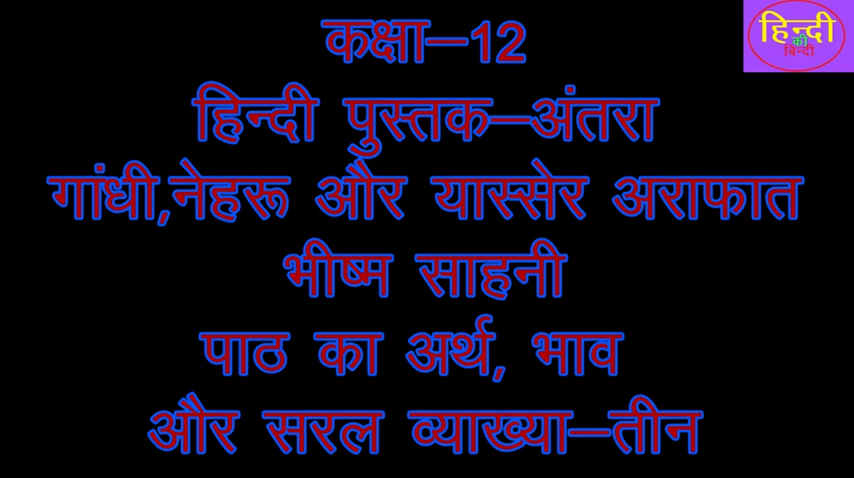 कक्षा–12
हिन्दी पुस्तक–अंतरा
गांधी,नेहरू और यास्सेर अराफात
भीष्म साहनी
पाठ का अर्थ, भाव
और सरल व्याख्या–तीन
हिन्दी
की
बिन्दी